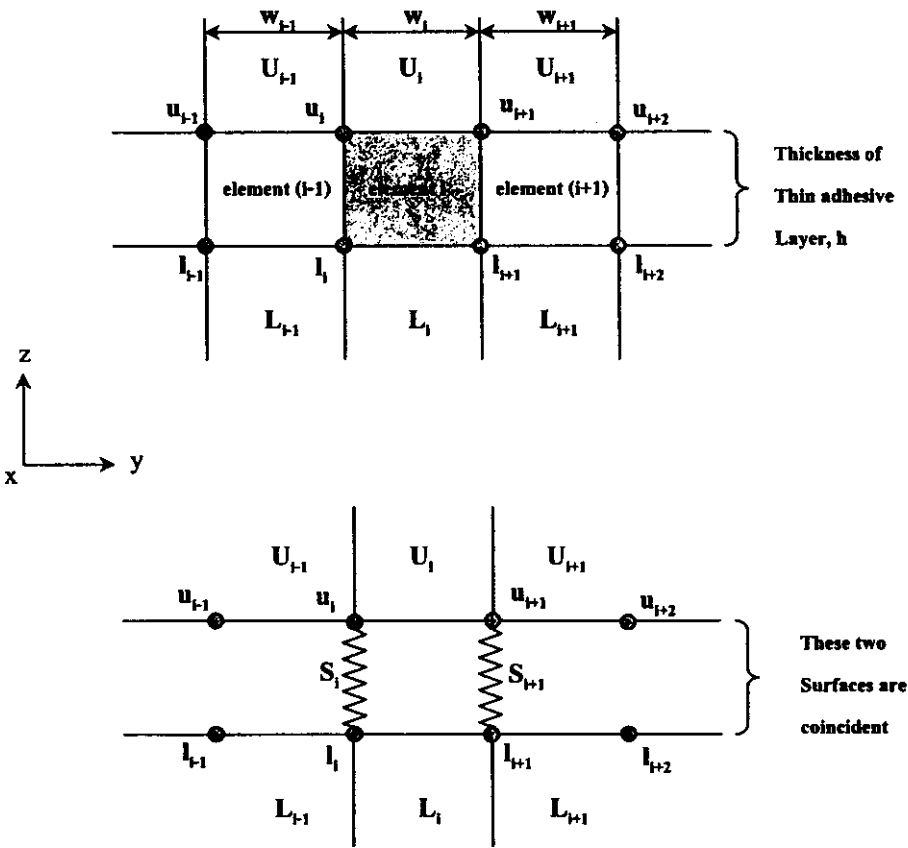 w_{i-1} w_i w_{i+1}
U_{i-1} U_i U_{i+1}
u_{i-1} u_i u_{i+1} u_{i+2}
element (i-1) element element (i+1)
Thickness of
Thin adhesive
Layer, h
l_{i-1} l_i l_{i+1} l_{i+2}
L_{i-1} L_i L_{i+1}
z
x y
U_{i-1} U_i U_{i+1}
u_{i-1} u_i u_{i+1} u_{i+2}
S_i S_{i+1}
These two
Surfaces are
coincident
l_{i-1} l_i l_{i+1} l_{i+2}
L_{i-1} L_i L_{i+1}